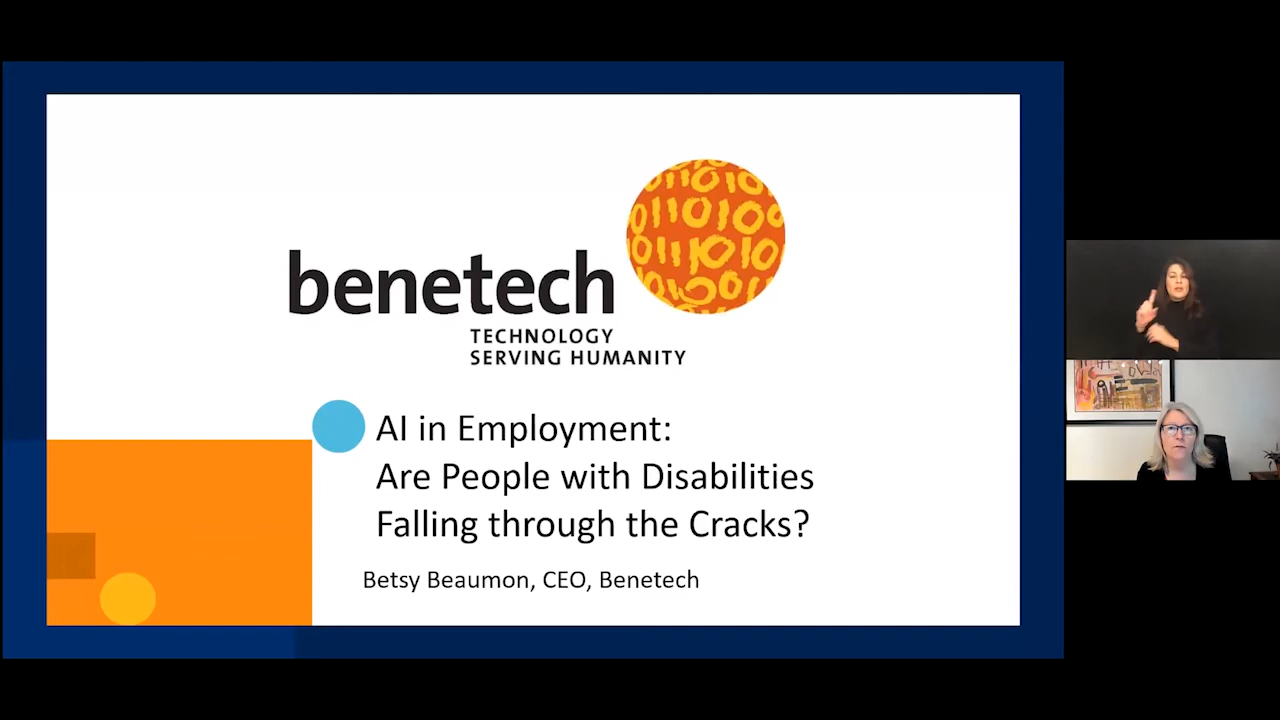 benetech
TECHNOLOGY
SERVING HUMANITY
AI in Employment:
Are People with Disabilities
Falling through the Cracks?
Betsy Beaumon, CEO, Benetech